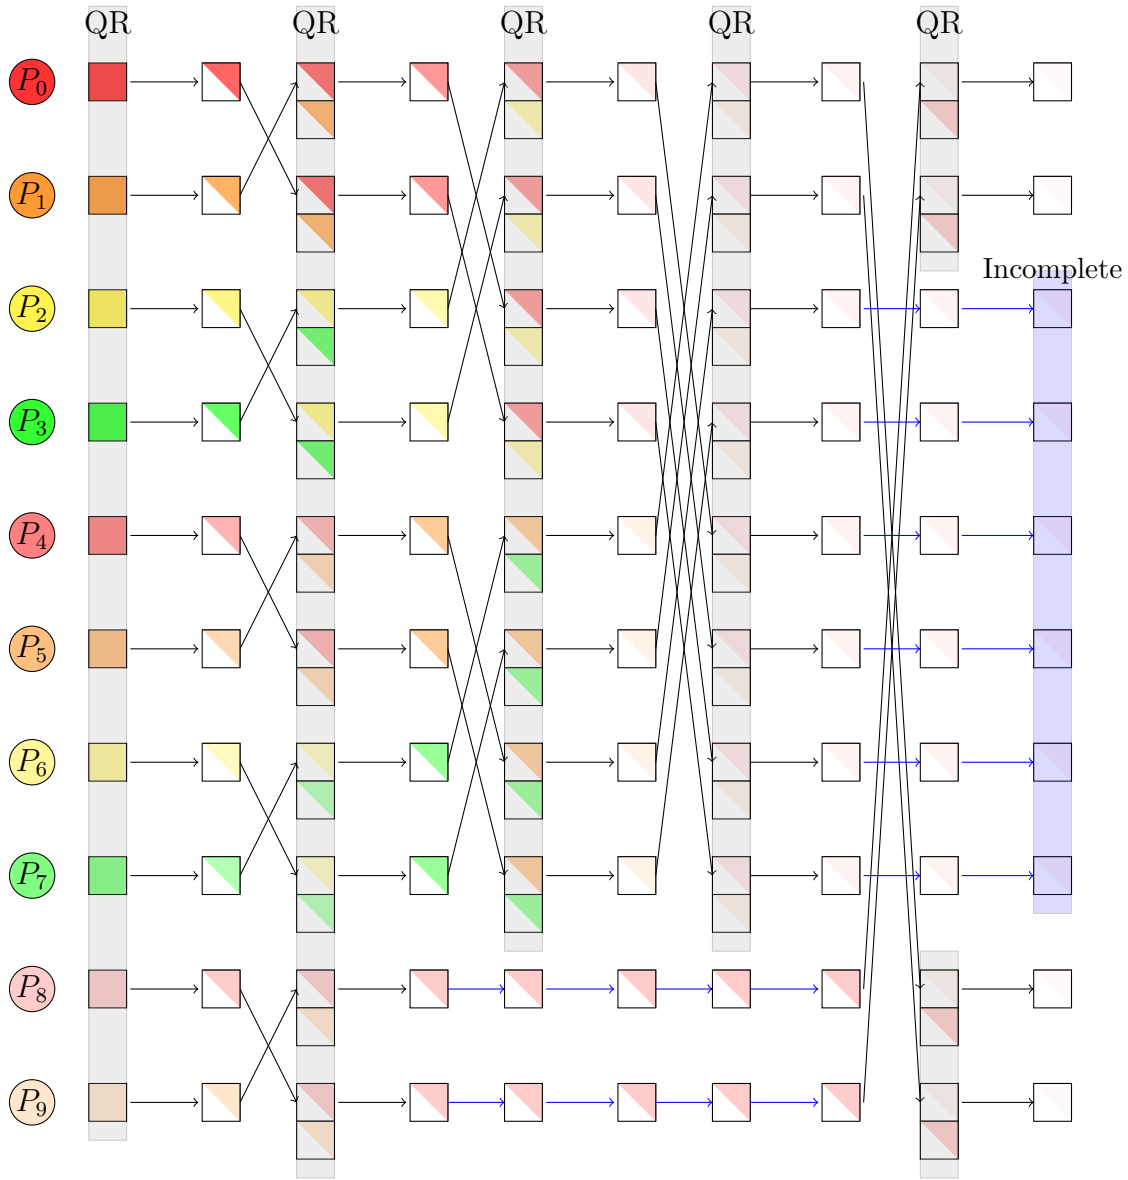 QR QR QR QR QR
P₀
P₁
Incomplete
P₂
P₃
P₄
P₅
P₆
P₇
P₈
P₉